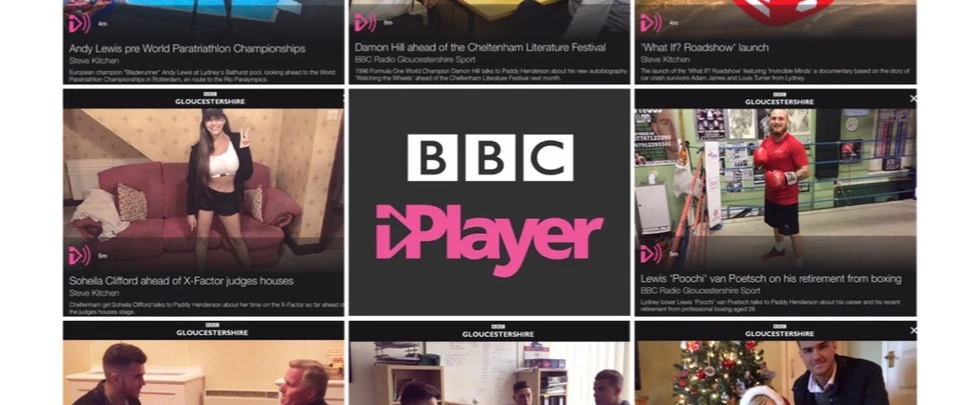 4m
8m
4m
Andy Lewis pre World Paratriathlon Championships
Steve Kitchen
European champion "Bladerunner" Andy Lewis at Lydney's Bathurst pool, looking ahead to the World
Paratriathlon Championships in Rotterdam, en route to the Rio Paralympics.
Damon Hill ahead of the Cheltenham Literature Festival
BBC Radio Gloucestershire Sport
1996 Formula One World Champion Damon Hill talks to Paddy Henderson about his new autobiography
'Watching the Wheels' ahead of the Cheltenham Literature Festival next month.
'What If? Roadshow' launch
Steve Kitchen
The launch of the 'What If? Roadshow' featuring 'Invincible Minds' a documentary based on the story of
car crash survivors Adam James and Louis Turner from Lydney.
BBC
GLOUCESTERSHIRE
5m
Soheila Clifford ahead of X-Factor judges houses
Steve Kitchen
Cheltenham girl Soheila Clifford talks to Paddy Henderson about her time on the X-Factor so far ahead of
the judges houses stage.
BBC
iPlayer
BBC
GLOUCESTERSHIRE
5m
Lewis 'Poochi' van Poetsch on his retirement from boxing
BBC Radio Gloucestershire Sport
Lydney boxer Lewis 'Poochi' van Poetsch talks to Paddy Henderson about his career and his recent
retirement from professional boxing aged 26
BBC
GLOUCESTERSHIRE
BBC
GLOUCESTERSHIRE
BBC
GLOUCESTERSHIRE